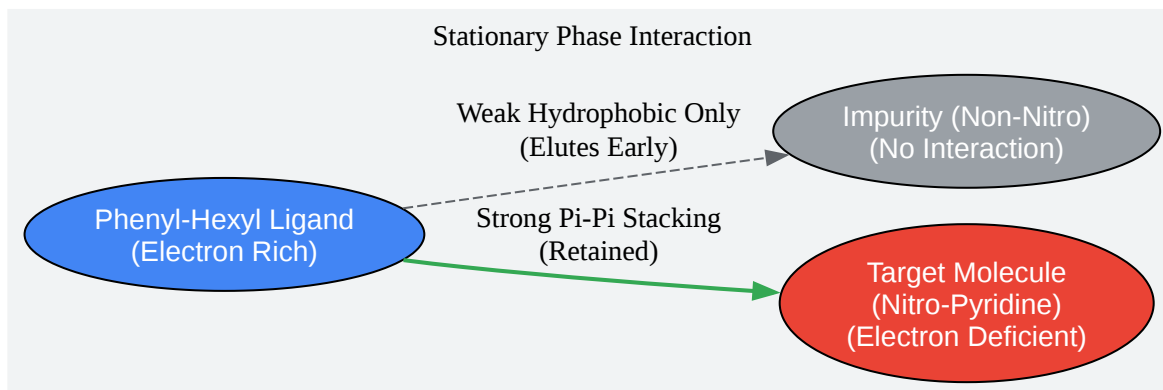 Stationary Phase Interaction
Weak Hydrophobic Only
(Elutes Early)
Impurity (Non-Nitro)
(No Interaction)
Phenyl-Hexyl Ligand
(Electron Rich)
Strong Pi-Pi Stacking
(Retained)
Target Molecule
(Nitro-Pyridine)
(Electron Deficient)